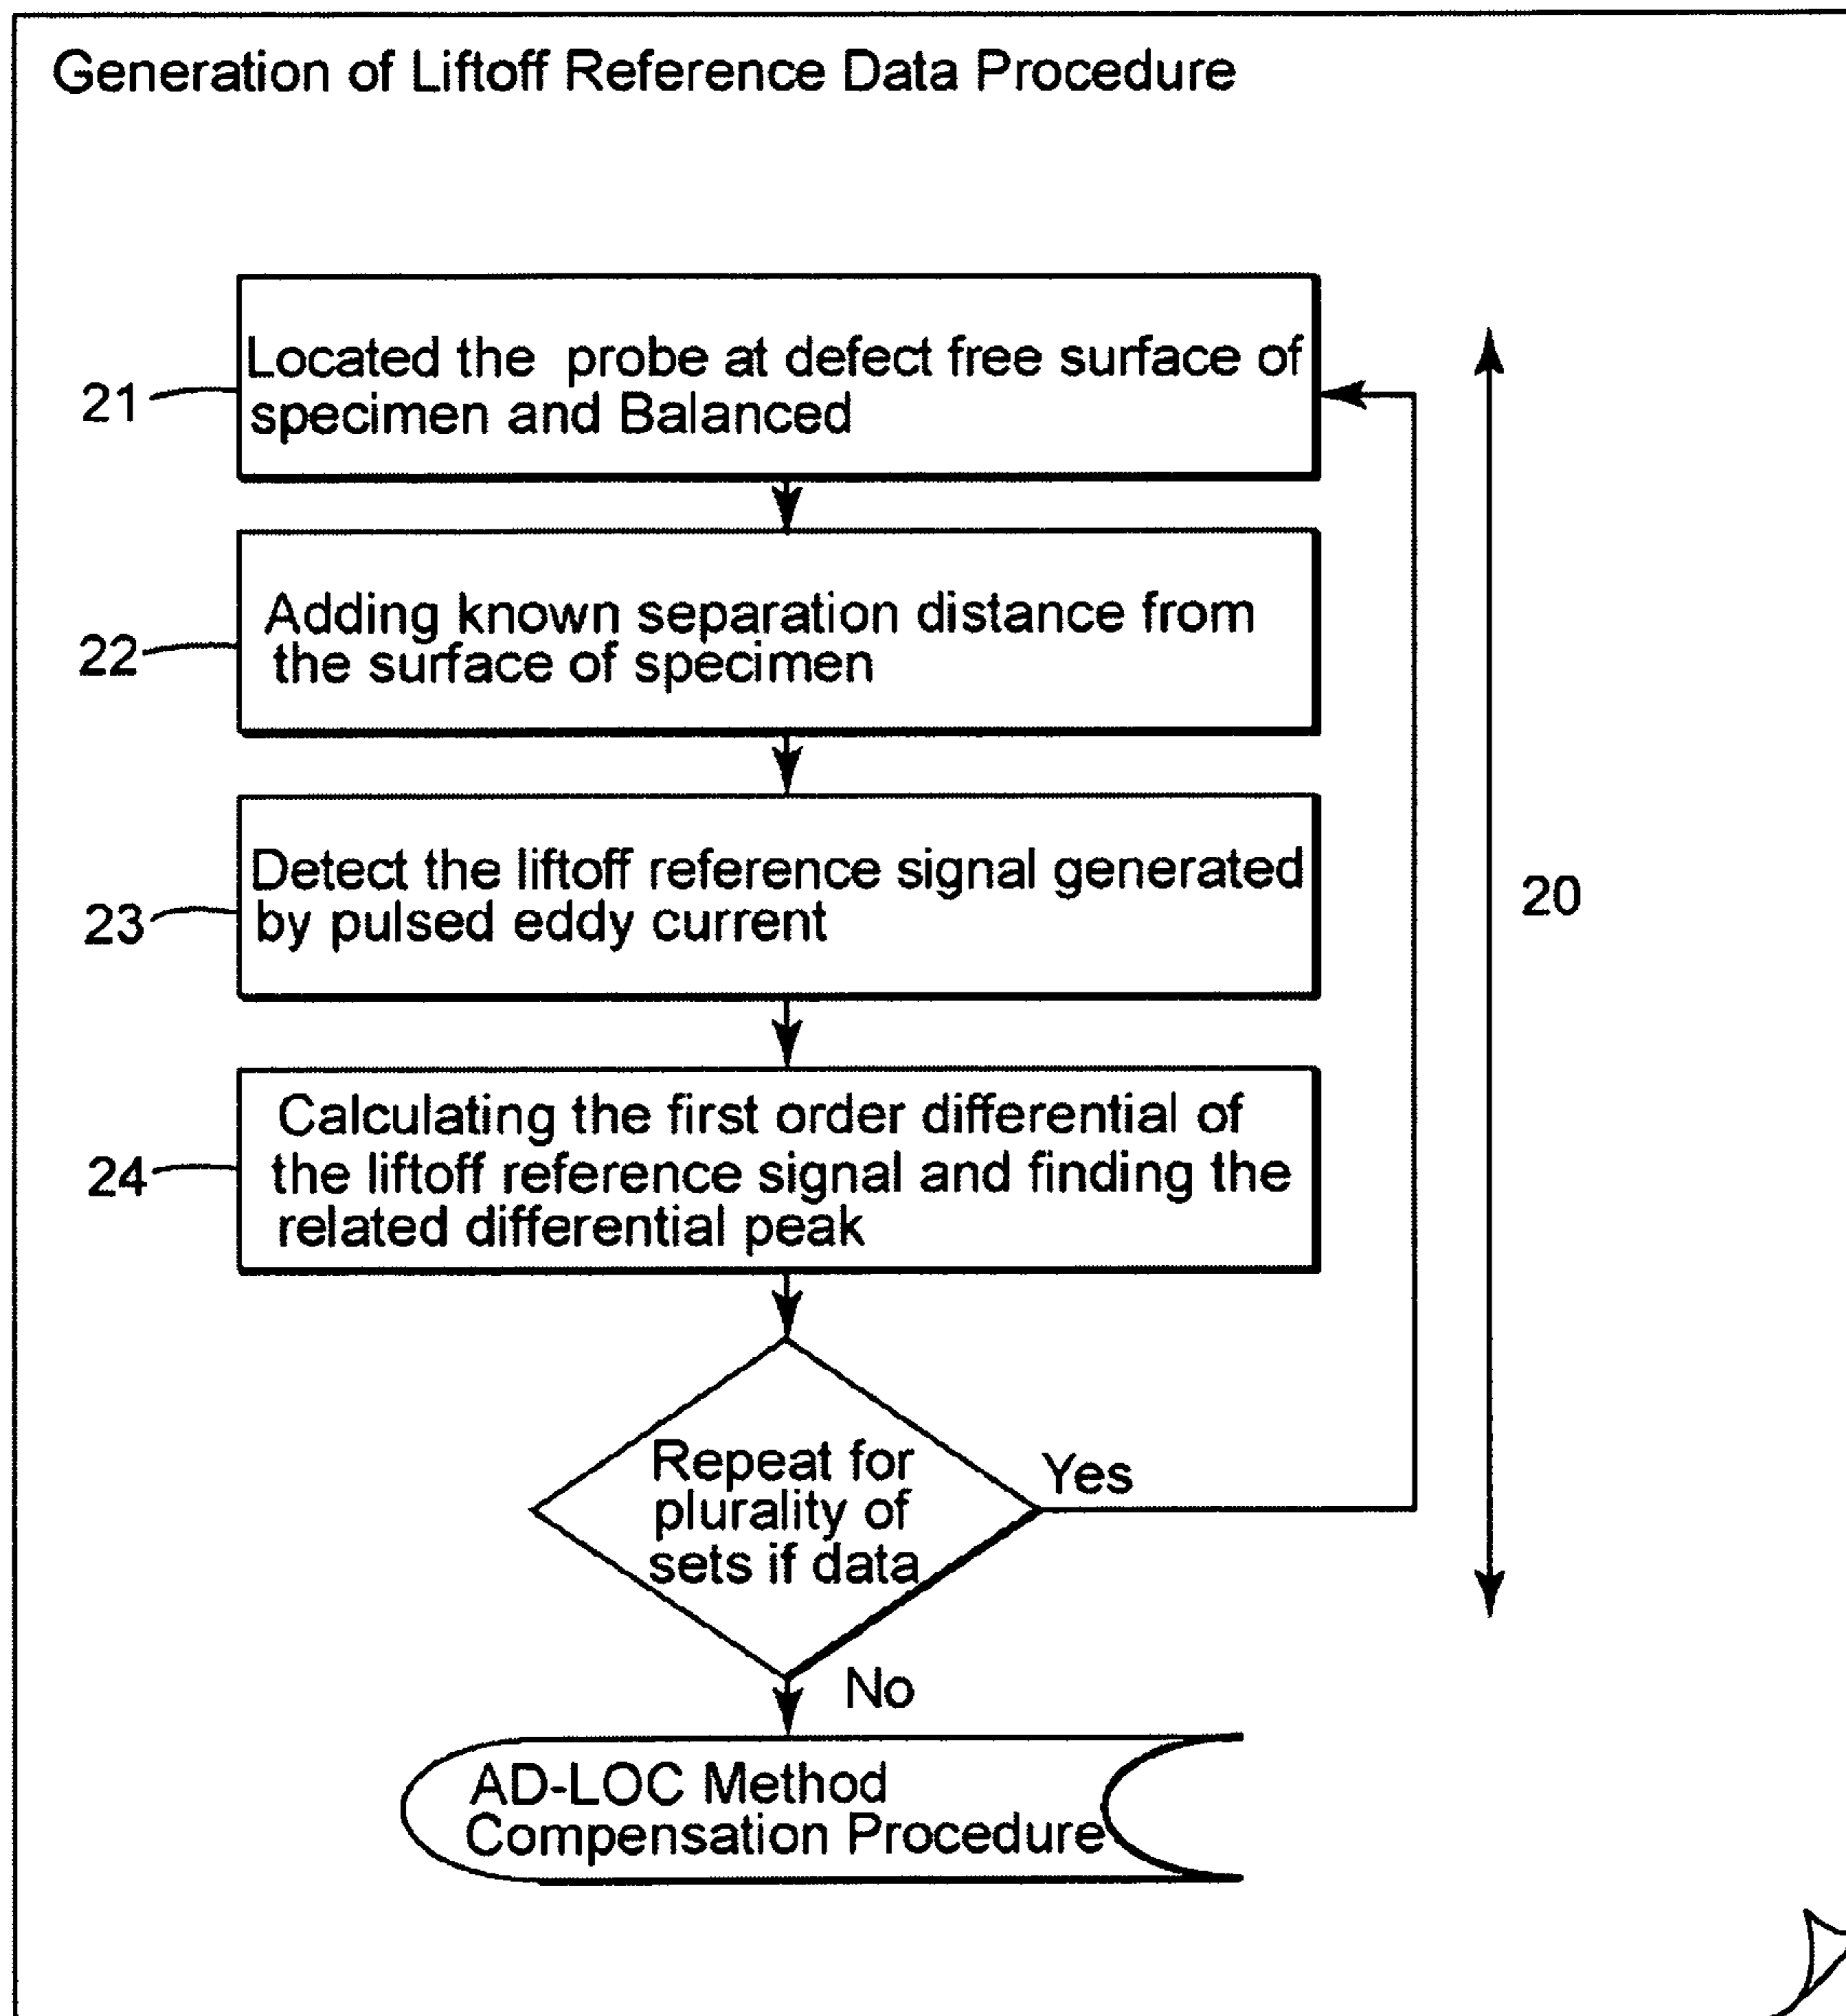 Generation of Liftoff Reference Data Procedure
21
Located the probe at defect free surface of
specimen and Balanced
22
Adding known separation distance from
the surface of specimen
23
Detect the liftoff reference signal generated
by pulsed eddy current
20
24
Calculating the first order differential of
the liftoff reference signal and finding the
related differential peak
Repeat for
plurality of
sets if data
Yes
No
AD-LOC Method
Compensation Procedure